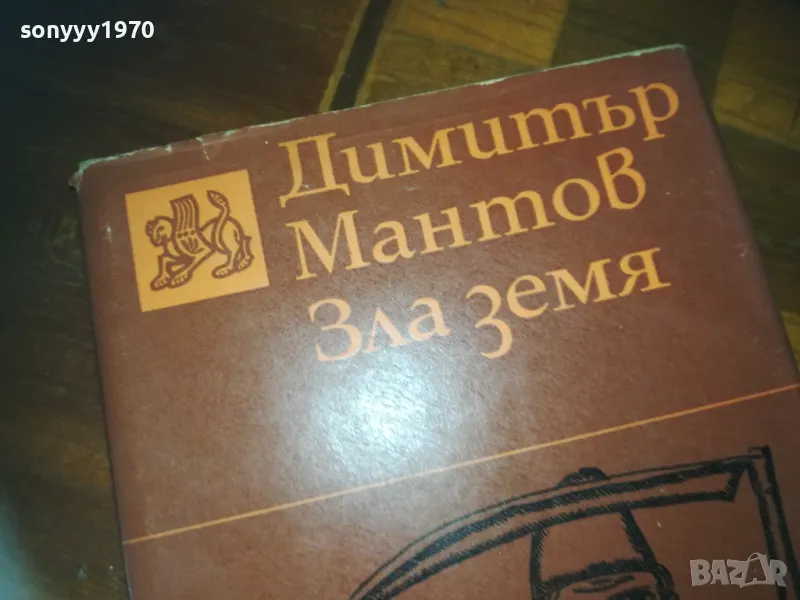 sonyyy1970
Димитър
Мантов
Зла земя
BAZAR